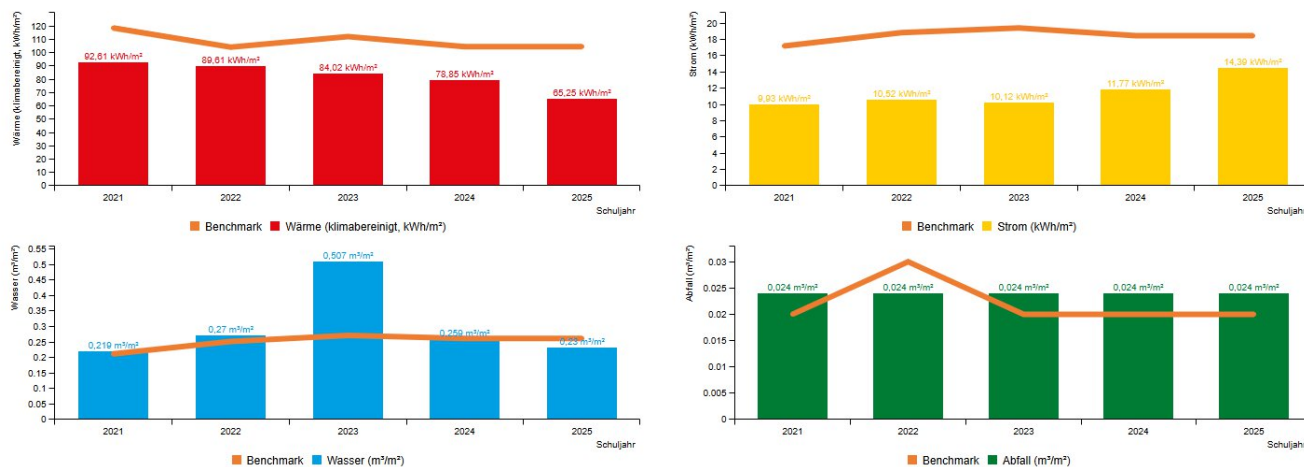 Wärme (klimabereinigt, kWh/m²)
130
120
110
100
90
80
70
60
50
40
30
20
10
0
92,61 kWh/m²
89,61 kWh/m²
84,02 kWh/m²
78,85 kWh/m²
65,25 kWh/m²
2021 2022 2023 2024 2025
Schuljahr
Benchmark Wärme (klimabereinigt, kWh/m²)
Strom (kWh/m²)
20
18
16
14
12
10
8
6
4
2
0
9,93 kWh/m²
10,52 kWh/m²
10,12 kWh/m²
11,77 kWh/m²
14,39 kWh/m²
2021 2022 2023 2024 2025
Schuljahr
Benchmark Strom (kWh/m²)
Wasser (m³/m²)
0.55
0.5
0.45
0.4
0.35
0.3
0.25
0.2
0.15
0.1
0.05
0
0,219 m³/m²
0,27 m³/m²
0,507 m³/m²
0,259 m³/m²
0,23 m³/m²
2021 2022 2023 2024 2025
Schuljahr
Benchmark Wasser (m³/m²)
Abfall (m³/m²)
0.03
0.025
0.02
0.015
0.01
0.005
0
0,024 m³/m²
0,024 m³/m²
0,024 m³/m²
0,024 m³/m²
0,024 m³/m²
2021 2022 2023 2024 2025
Schuljahr
Benchmark Abfall (m³/m²)